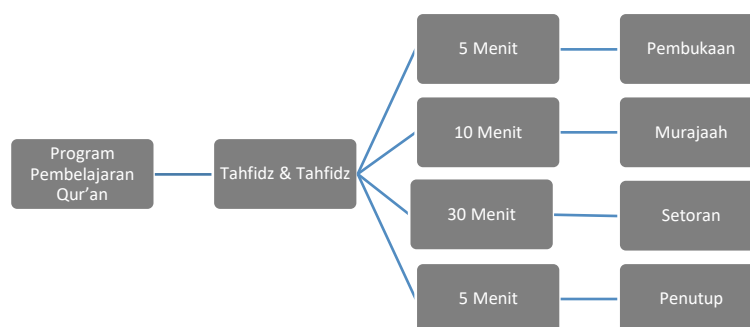 Program
Pembelajaran
Qur’an
Tahfidz & Tahfidz
5 Menit
Pembukaan
10 Menit
Murajaah
30 Menit
Setoran
5 Menit
Penutup